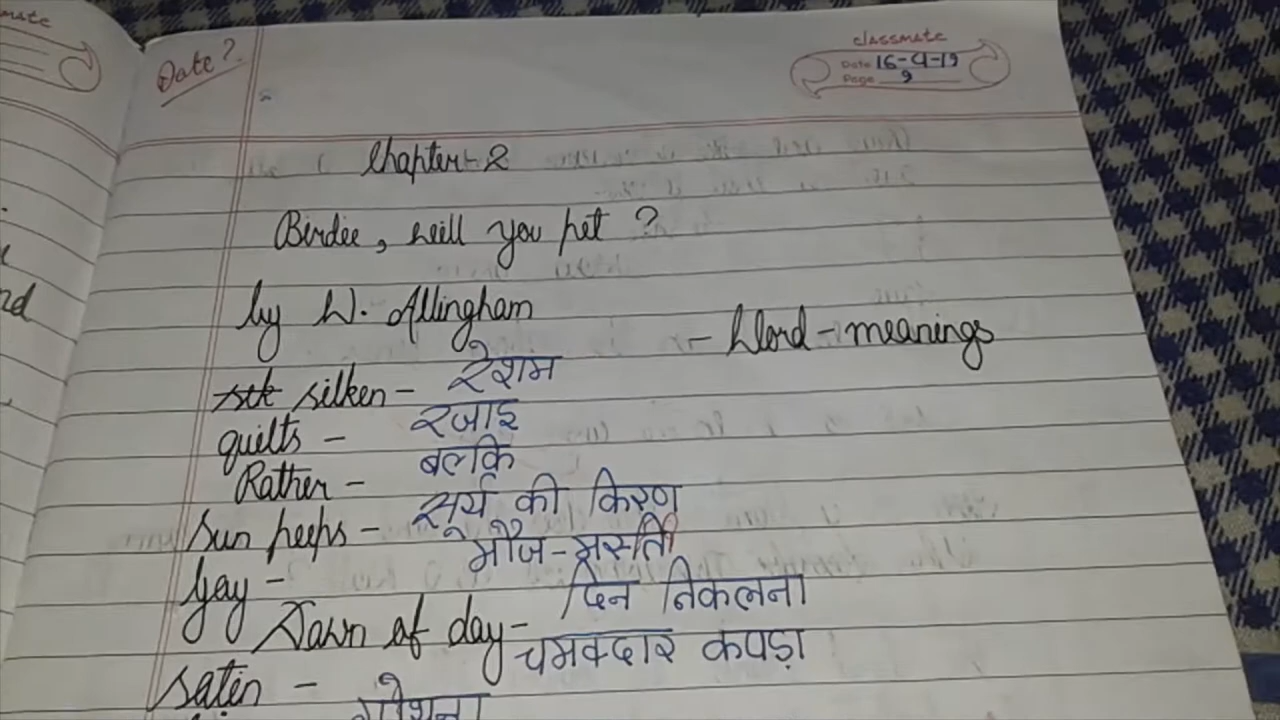 Date?
classmate
Date 16-4-19
Page 9
Chapter-2
Birdie, will you pet ?
by W. Allingham
- Word-meanings
silken - रेशम
quilts - रजाई
Rather - बलकि
Sun peeps - सूर्य की किरण
Gay - मौज-मस्ती
Dawn of day- दिन निकलना
satin - चमकदार कपड़ा